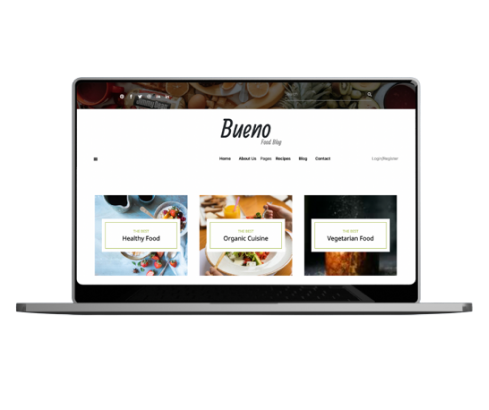 Bueno
Food Blog
Home About Us Pages Recipes Blog Contact Login/Register
THE BEST THE BEST THE BEST
Healthy Food Organic Cuisine Vegetarian Food